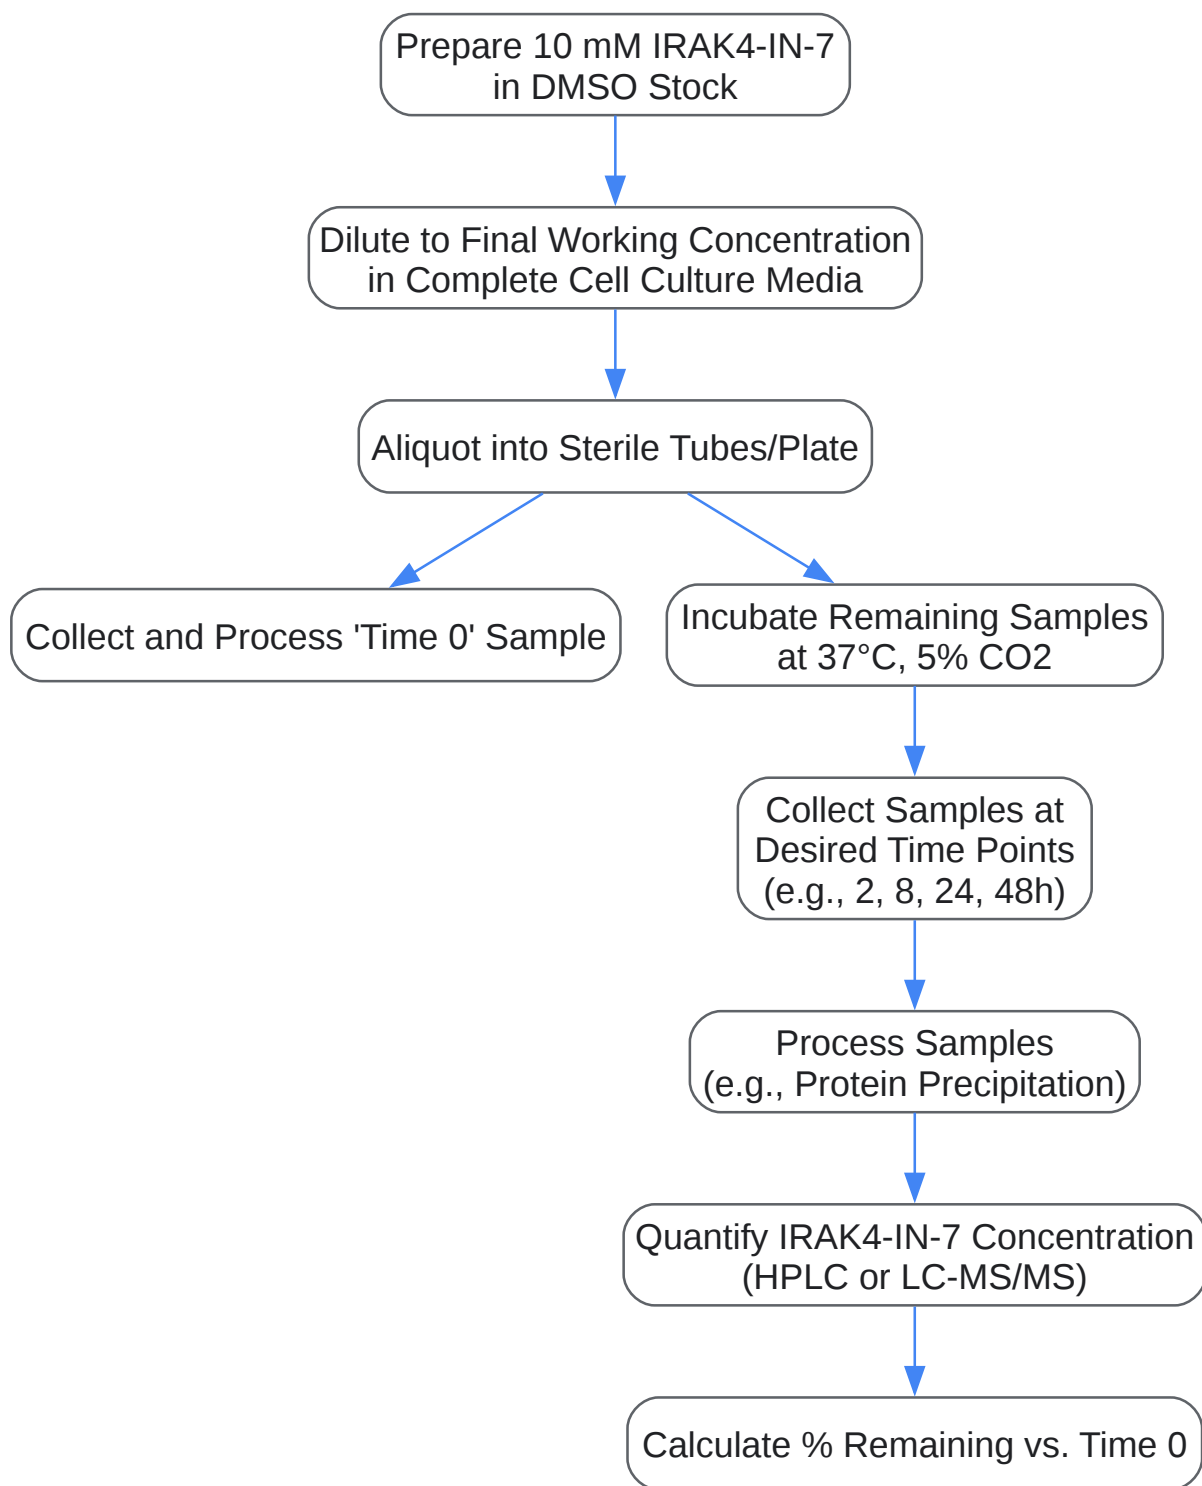 Prepare 10 mM IRAK4-IN-7
in DMSO Stock
Dilute to Final Working Concentration
in Complete Cell Culture Media
Aliquot into Sterile Tubes/Plate
Collect and Process 'Time 0' Sample
Incubate Remaining Samples
at 37°C, 5% CO2
Collect Samples at
Desired Time Points
(e.g., 2, 8, 24, 48h)
Process Samples
(e.g., Protein Precipitation)
Quantify IRAK4-IN-7 Concentration
(HPLC or LC-MS/MS)
Calculate % Remaining vs. Time 0